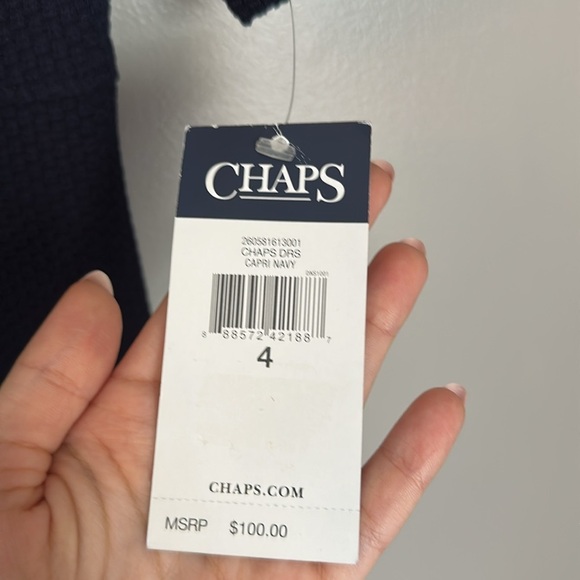 CHAPS
260581613001
CHAPS DRS
CAPRI NAVY
8 88572 42188 7
4
CHAPS.COM
MSRP $100.00